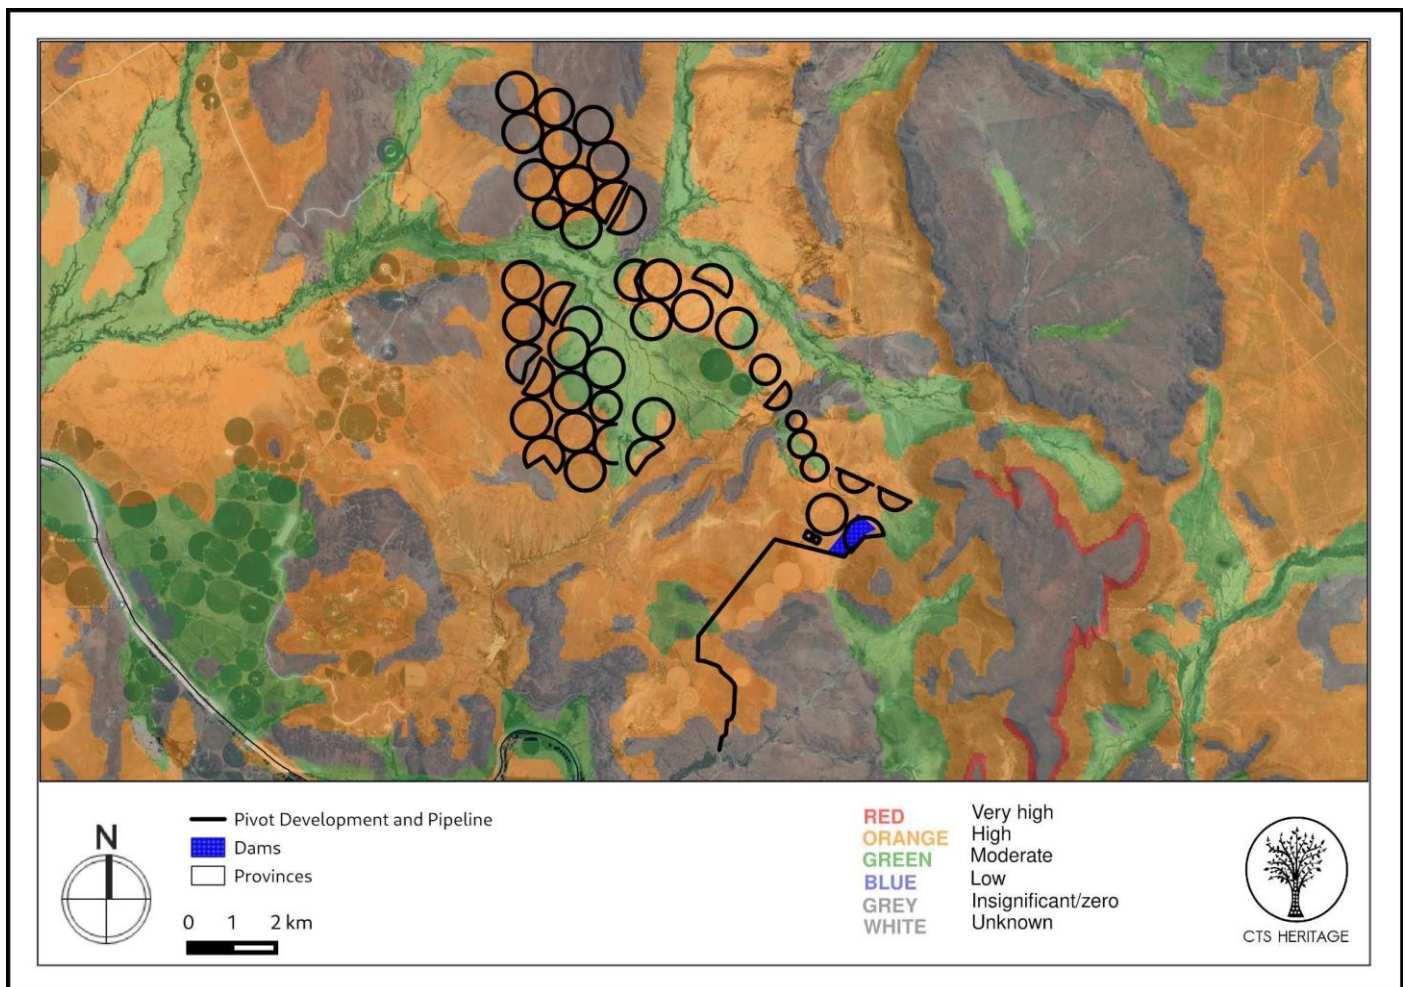 N
0 1 2 km
Pivot Development and Pipeline
Dams
Provinces
RED Very high
ORANGE High
GREEN Moderate
BLUE Low
GREY Insignificant/zero
WHITE Unknown
CTS HERITAGE